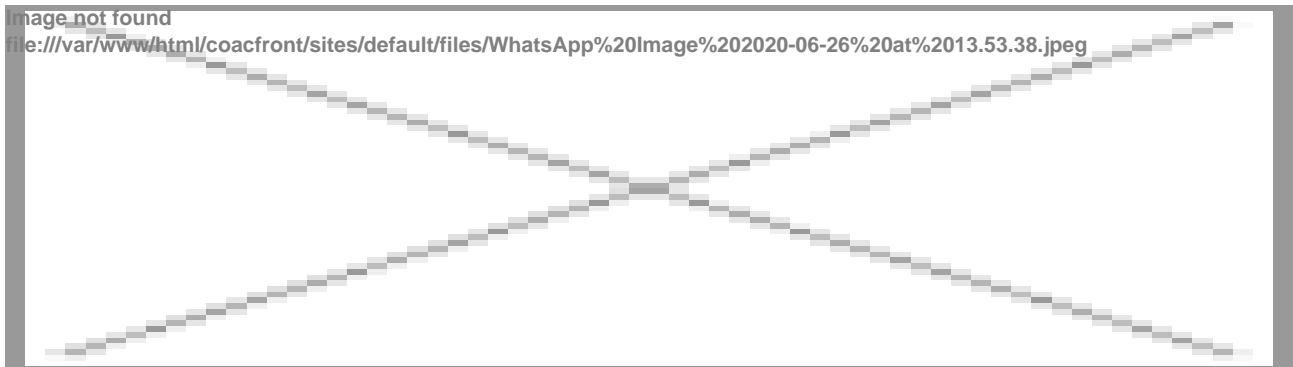 Image not found
file:///var/www/html/coacfront/sites/default/files/WhatsApp%20Image%202020-06-26%20at%2013.53.38.jpeg